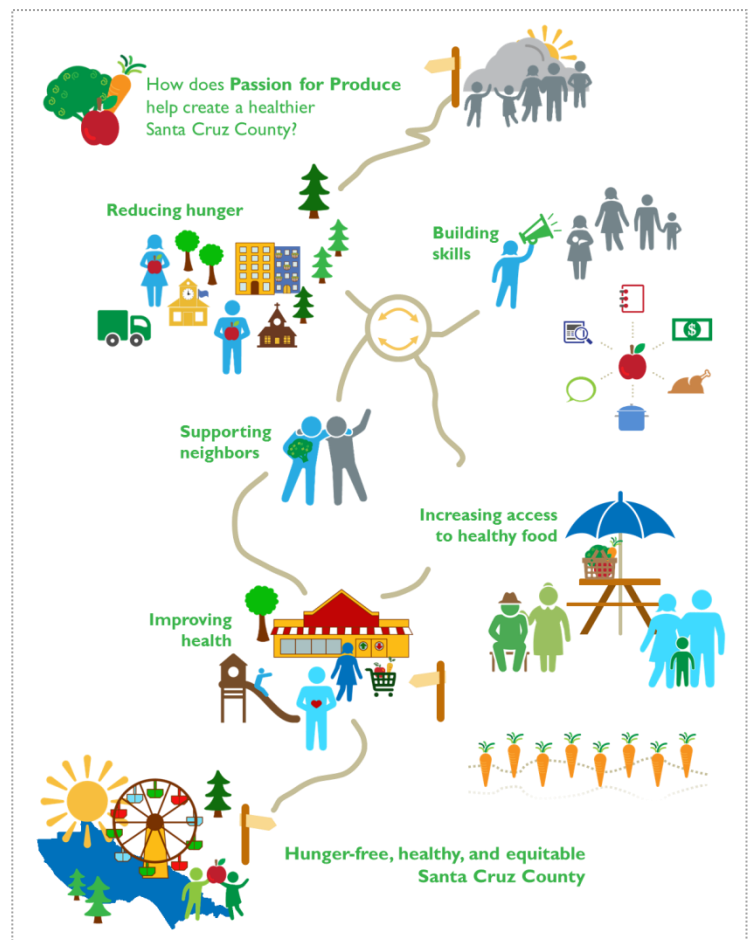 How does Passion for Produce
help create a healthier
Santa Cruz County?
Reducing hunger
Building
skills
$
Supporting
neighbors
Increasing access
to healthy food
Improving
health
Hunger-free, healthy, and equitable
Santa Cruz County